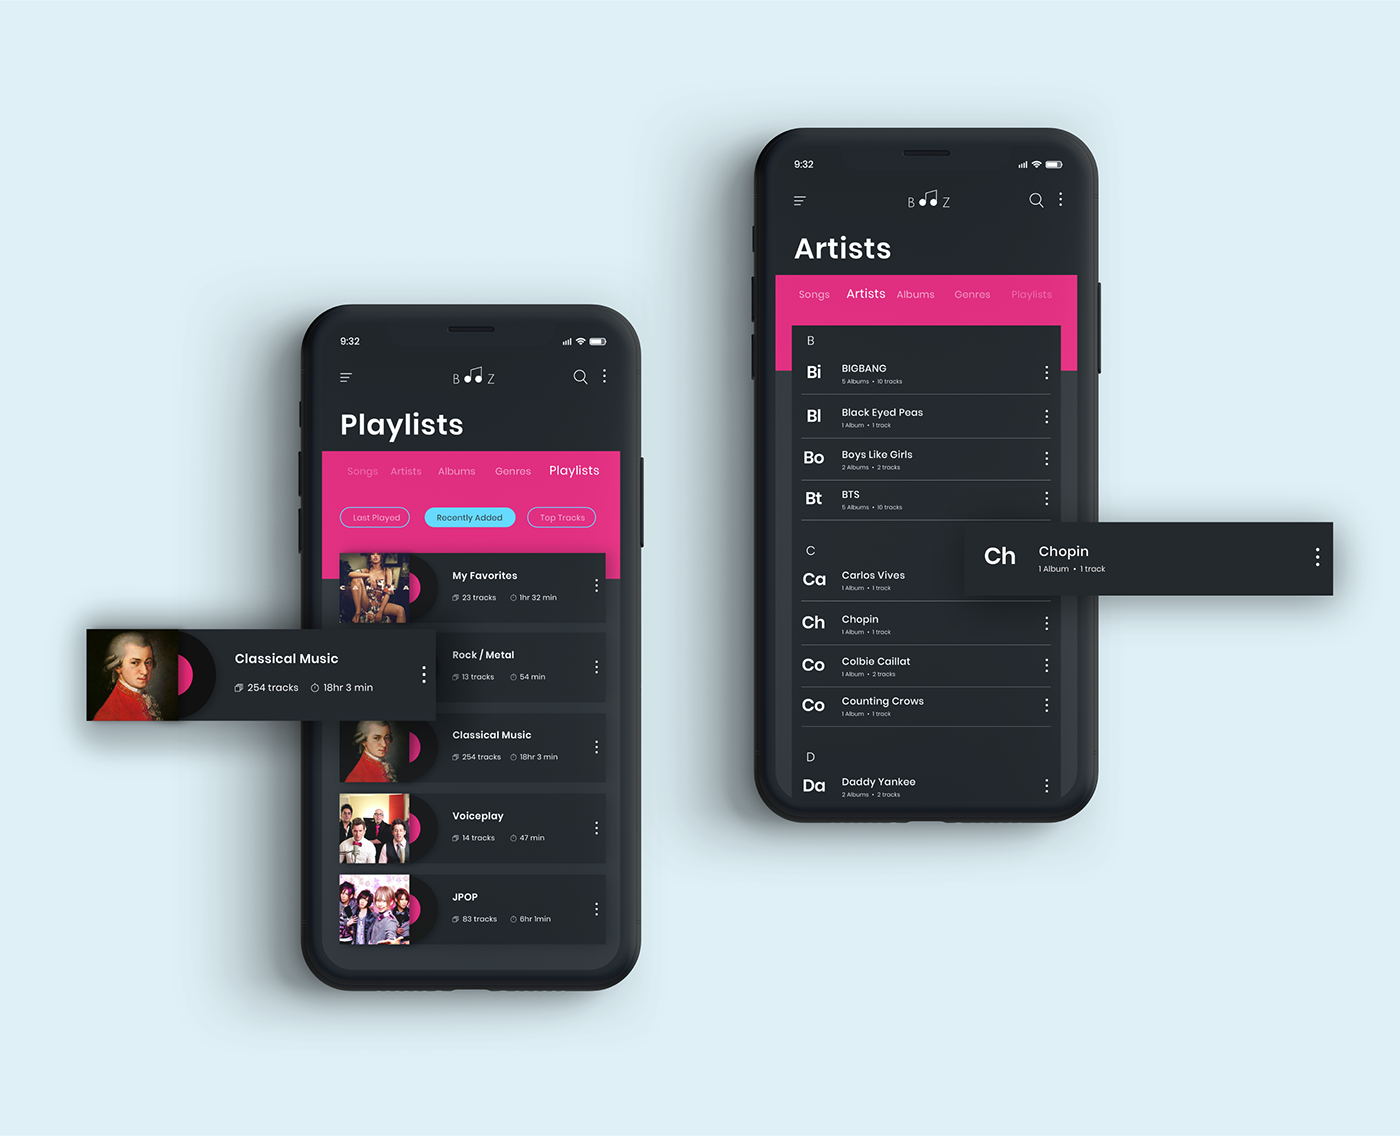 9:32
B Z
Playlists
Songs Artists Albums Genres Playlists
Last Played Recently Added Top Tracks
CAMILA
My Favorites
23 tracks 1hr 32 min
Rock / Metal
13 tracks 54 min
Classical Music
254 tracks 18hr 3 min
Classical Music
254 tracks 18hr 3 min
Voiceplay
14 tracks 47 min
JPOP
83 tracks 6hr 1min
9:32
B Z
Artists
Songs Artists Albums Genres Playlists
B
Bi BIGBANG
5 Albums • 10 tracks
Bl Black Eyed Peas
1 Album • 1 track
Bo Boys Like Girls
2 Albums • 2 tracks
Bt BTS
5 Albums • 10 tracks
C
Ca Carlos Vives
1 Album • 1 track
Ch Chopin
1 Album • 1 track
Ch Chopin
1 Album • 1 track
Co Colbie Caillat
1 Album • 2 tracks
Co Counting Crows
1 Album • 1 track
D
Da Daddy Yankee
2 Albums • 2 tracks